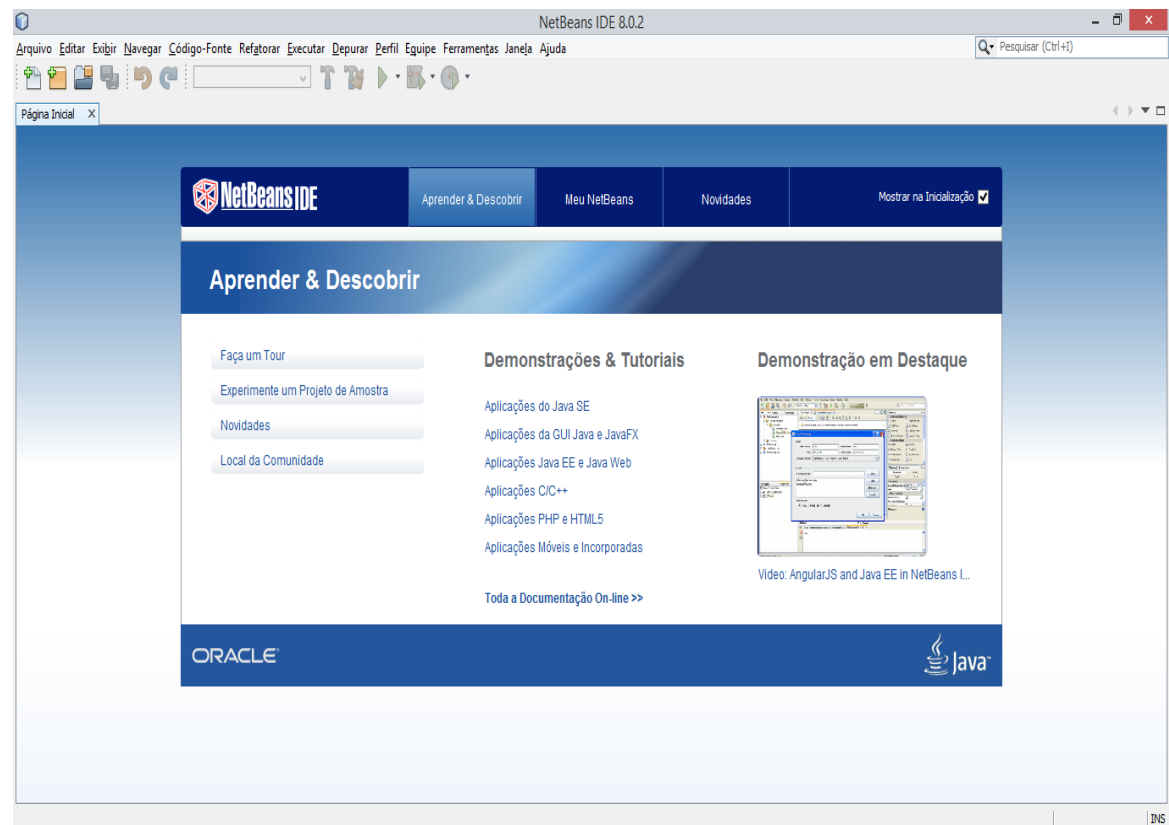 NetBeans IDE 8.0.2
Arquivo Editar Exibir Navegar Código-Fonte Refatorar Executar Depurar Perfil Equipe Ferramentas Janela Ajuda
Pesquisar (Ctrl+I)
Página Inicial X
NetBeans IDE
Aprender & Descobrir
Meu NetBeans
Novidades
Mostrar na Inicialização
Aprender & Descobrir
Faça um Tour
Experimente um Projeto de Amostra
Novidades
Local da Comunidade
Demonstrações & Tutoriais
Aplicações do Java SE
Aplicações da GUI Java e JavaFX
Aplicações Java EE e Java Web
Aplicações C/C++
Aplicações PHP e HTML5
Aplicações Móveis e Incorporadas
Toda a Documentação On-line >>
Demonstração em Destaque
Video: AngularJS and Java EE in NetBeans I...
ORACLE
Java
INS